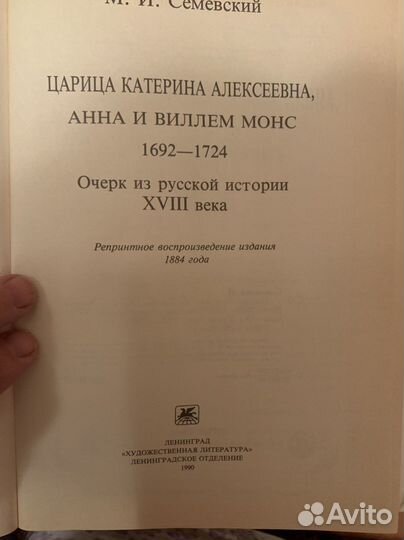 М. И. Семевский
ЦАРИЦА КАТЕРИНА АЛЕКСЕЕВНА,
АННА И ВИЛЛЕМ МОНС
1692—1724
Очерк из русской истории
XVIII века
Репринтное воспроизведение издания
1884 года
ЛЕНИНГРАД
«ХУДОЖЕСТВЕННАЯ ЛИТЕРАТУРА»
ЛЕНИНГРАДСКОЕ ОТДЕЛЕНИЕ
1990
Avito